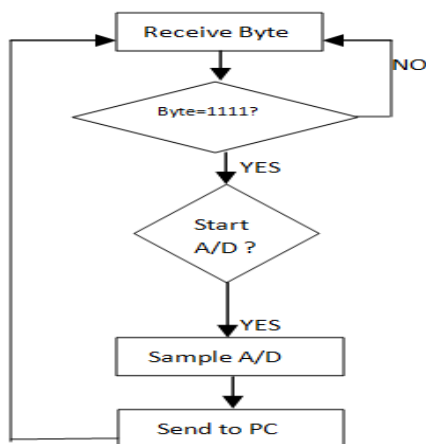 Receive Byte
NO
Byte=1111?
YES
Start
A/D ?
YES
Sample A/D
Send to PC